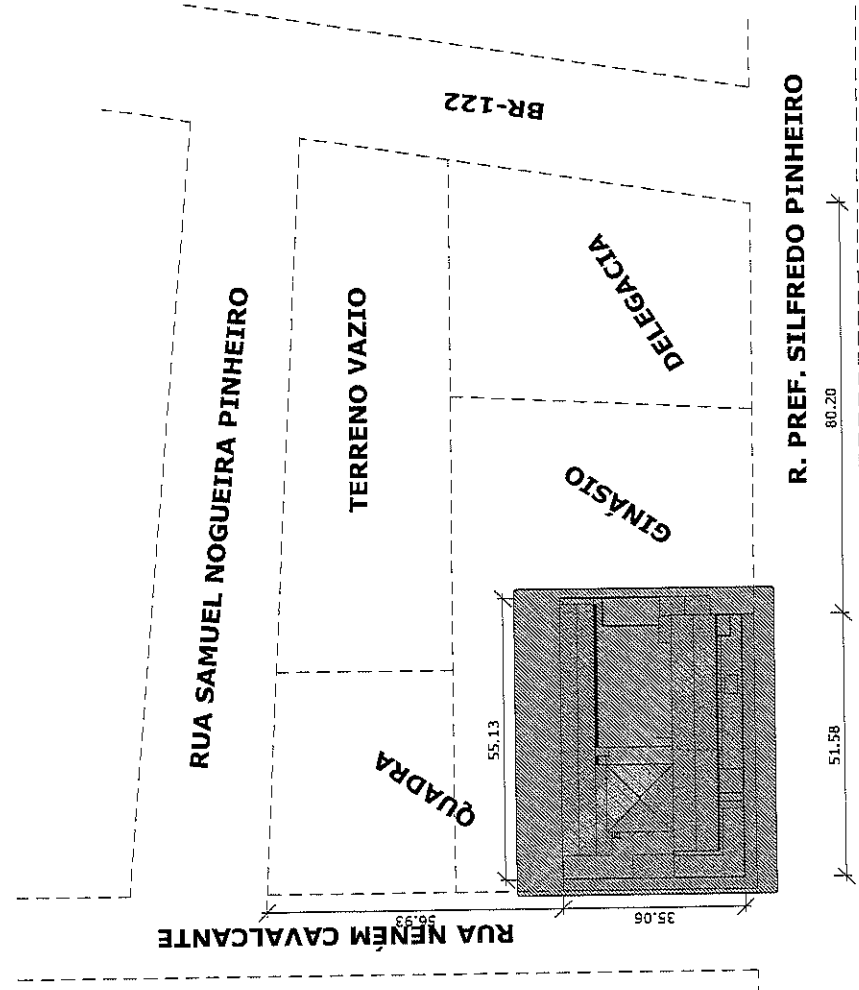 BR-122
RUA SAMUEL NOGUEIRA PINHEIRO
TERRENO VAZIO
DELEGACIA
R. PREF. SILFREDO PINHEIRO
80.20
GINÁSIO
QUADRA
55.13
51.58
56.93
35.06
RUA NENÉM CAVALCANTE